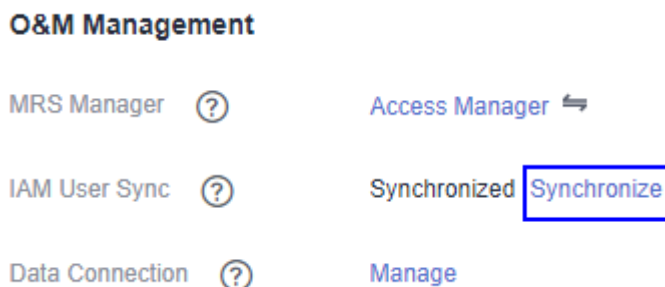 O&M Management
MRS Manager ? Access Manager
IAM User Sync ? Synchronized Synchronize
Data Connection ? Manage